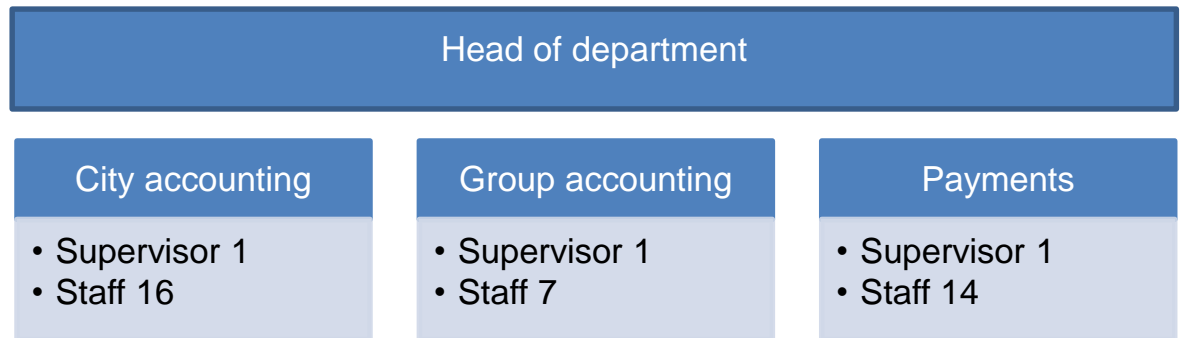 Head of department
City accounting
• Supervisor 1
• Staff 16
Group accounting
• Supervisor 1
• Staff 7
Payments
• Supervisor 1
• Staff 14